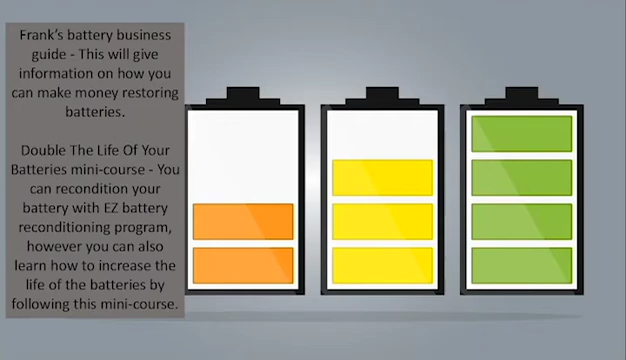 Frank's battery business
guide - This will give
information on how you
can make money restoring
batteries.
Double The Life Of Your
Batteries mini-course - You
can recondition your
battery with EZ battery
reconditioning program,
however you can also
learn how to increase the
life of the batteries by
following this mini-course.